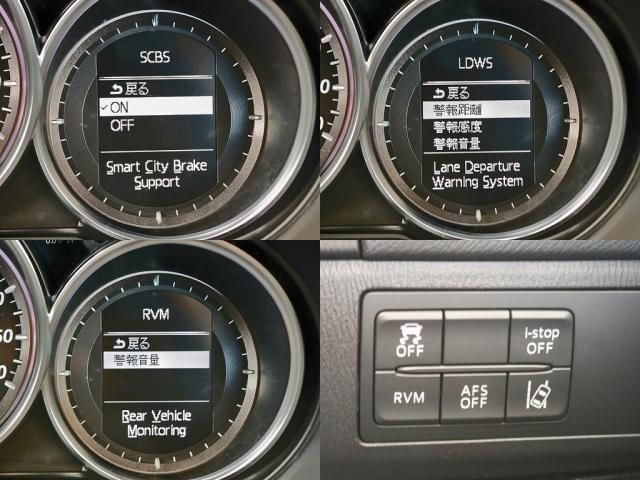 SCBS
戻る
ON
OFF
Smart City Brake
Support
LDWS
戻る
警報距離
警報感度
警報音量
Lane Departure
Warning System
RVM
戻る
警報音量
Rear Vehicle
Monitoring
OFF
i-stop
OFF
RVM
AFS
OFF